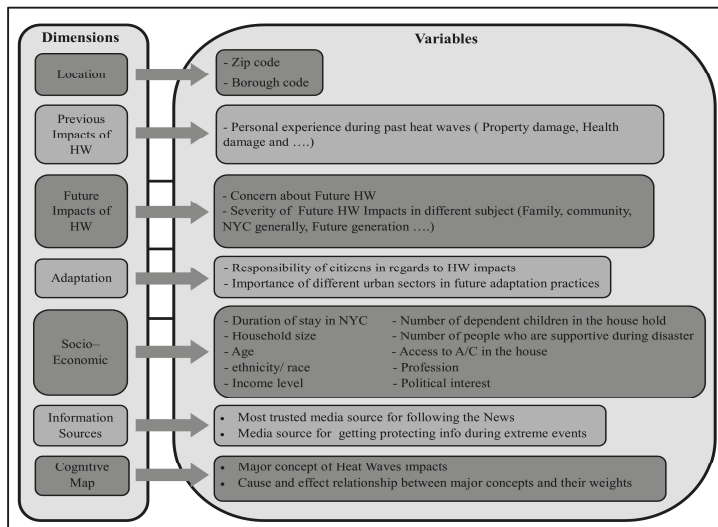 Dimensions
Variables
Location
- Zip code
- Borough code
Previous
Impacts of
HW
- Personal experience during past heat waves ( Property damage, Health
damage and ….)
Future
Impacts of
HW
- Concern about Future HW
- Severity of Future HW Impacts in different subject (Family, community,
NYC generally, Future generation ….)
Adaptation
- Responsibility of citizens in regards to HW impacts
- Importance of different urban sectors in future adaptation practices
Socio–
Economic
- Duration of stay in NYC
- Household size
- Age
- ethnicity/ race
- Income level
- Number of dependent children in the house hold
- Number of people who are supportive during disaster
- Access to A/C in the house
- Profession
- Political interest
Information
Sources
• Most trusted media source for following the News
• Media source for getting protecting info during extreme events
Cognitive
Map
• Major concept of Heat Waves impacts
• Cause and effect relationship between major concepts and their weights